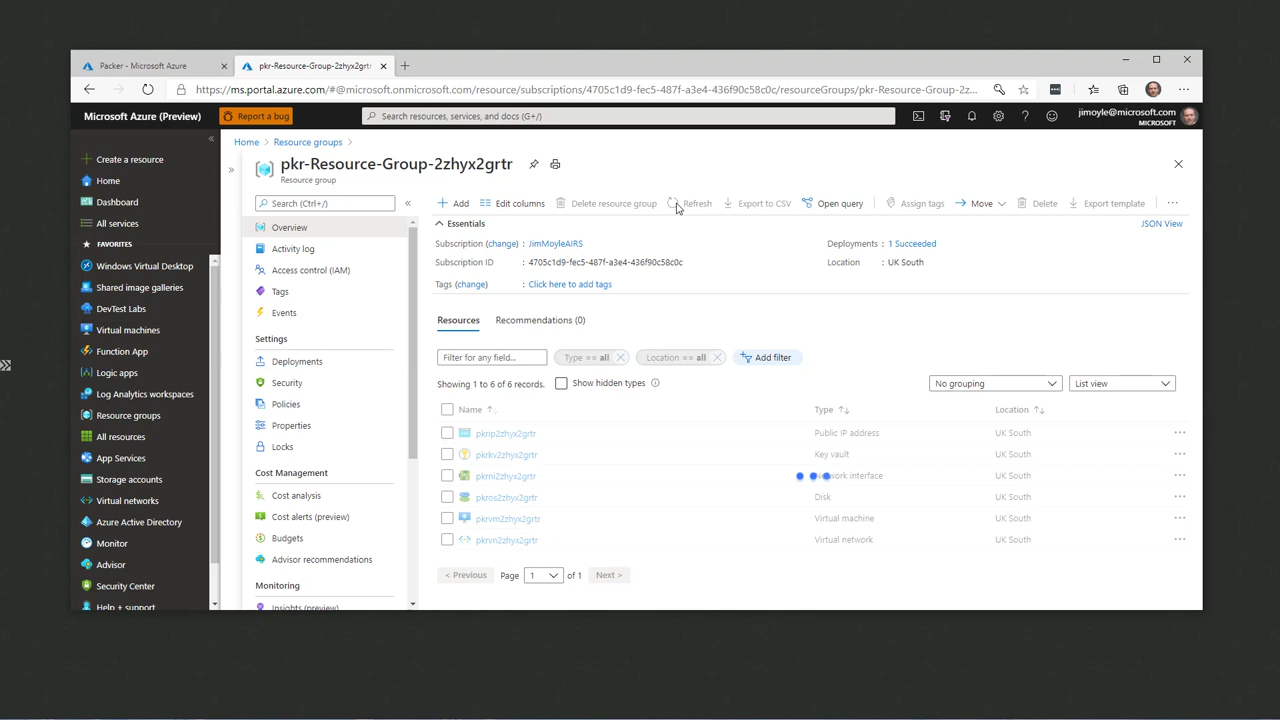 Packer - Microsoft Azure
pkr-Resource-Group-2zhyx2grtr
https://ms.portal.azure.com/#@microsoft.onmicrosoft.com/resource/subscriptions/4705c1d9-fec5-487f-a3e4-436f90c58c0c/resourceGroups/pkr-Resource-Group-2z...
Microsoft Azure (Preview)
Report a bug
Search resources, services, and docs (G+/)
jimoyle@microsoft.com
MICROSOFT
Create a resource
Home
Dashboard
All services
FAVORITES
Windows Virtual Desktop
Shared image galleries
DevTest Labs
Virtual machines
Function App
Logic apps
Log Analytics workspaces
Resource groups
All resources
App Services
Storage accounts
Virtual networks
Azure Active Directory
Monitor
Advisor
Security Center
Help + support
Home > Resource groups >
pkr-Resource-Group-2zhyx2grtr
Resource group
Search (Ctrl+/)
Overview
Activity log
Access control (IAM)
Tags
Events
Settings
Deployments
Security
Policies
Properties
Locks
Cost Management
Cost analysis
Cost alerts (preview)
Budgets
Advisor recommendations
Monitoring
Insights (preview)
Add
Edit columns
Delete resource group
Refresh
Export to CSV
Open query
Assign tags
Move
Delete
Export template
Essentials
JSON View
Subscription (change) : JimMoyleAIRS
Deployments : 1 Succeeded
Subscription ID : 4705c1d9-fec5-487f-a3e4-436f90c58c0c
Location : UK South
Tags (change) : Click here to add tags
Resources
Recommendations (0)
Filter for any field...
Type == all
Location == all
Add filter
Showing 1 to 6 of 6 records.
Show hidden types
No grouping
List view
Name Type Location
pkrip2zhyx2grtr Public IP address UK South
pkrkv2zhyx2grtr Key vault UK South
pkrni2zhyx2grtr Network interface UK South
pkros2zhyx2grtr Disk UK South
pkrvm2zhyx2grtr Virtual machine UK South
pkrvn2zhyx2grtr Virtual network UK South
< Previous Page 1 of 1 Next >